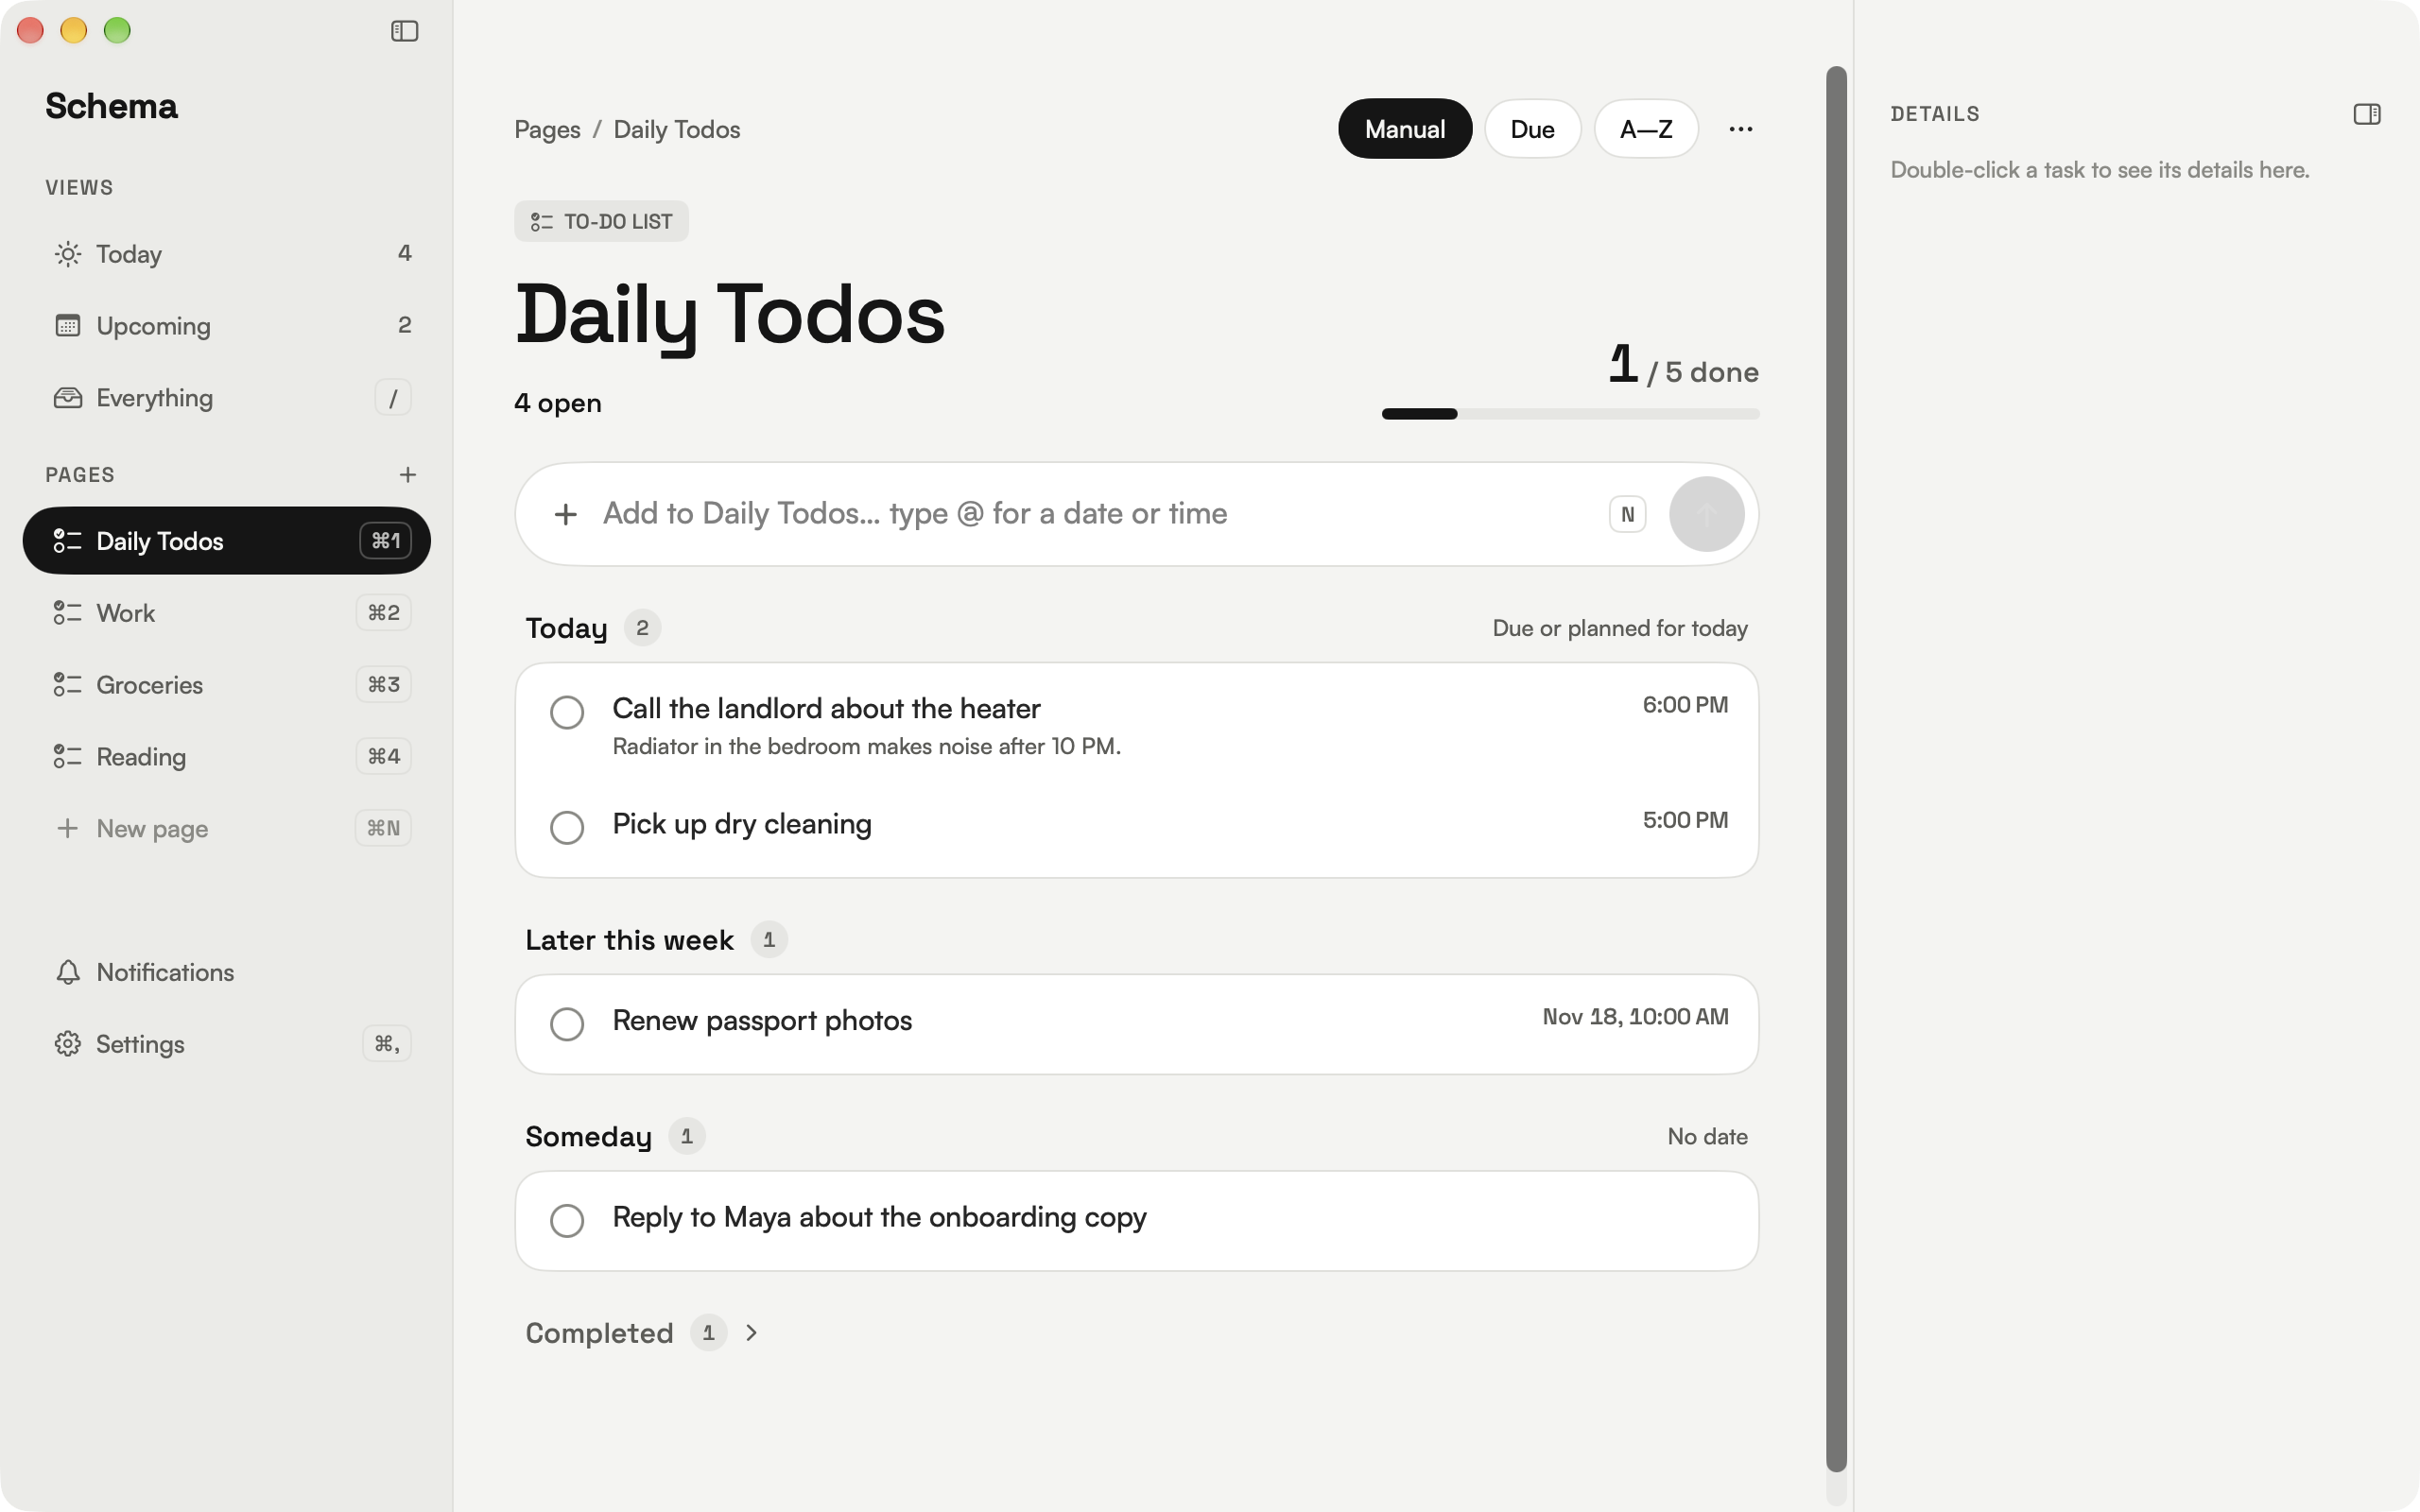 Schema
VIEWS
Today 4
Upcoming 2
Everything /
PAGES
Daily Todos ⌘1
Work ⌘2
Groceries ⌘3
Reading ⌘4
New page ⌘N
Notifications
Settings ⌘,
Pages / Daily Todos
Manual Due A—Z
TO-DO LIST
Daily Todos
4 open
1 / 5 done
Add to Daily Todos... type @ for a date or time N
Today 2 Due or planned for today
Call the landlord about the heater 6:00 PM
Radiator in the bedroom makes noise after 10 PM.
Pick up dry cleaning 5:00 PM
Later this week 1
Renew passport photos Nov 18, 10:00 AM
Someday 1 No date
Reply to Maya about the onboarding copy
Completed 1
DETAILS
Double-click a task to see its details here.